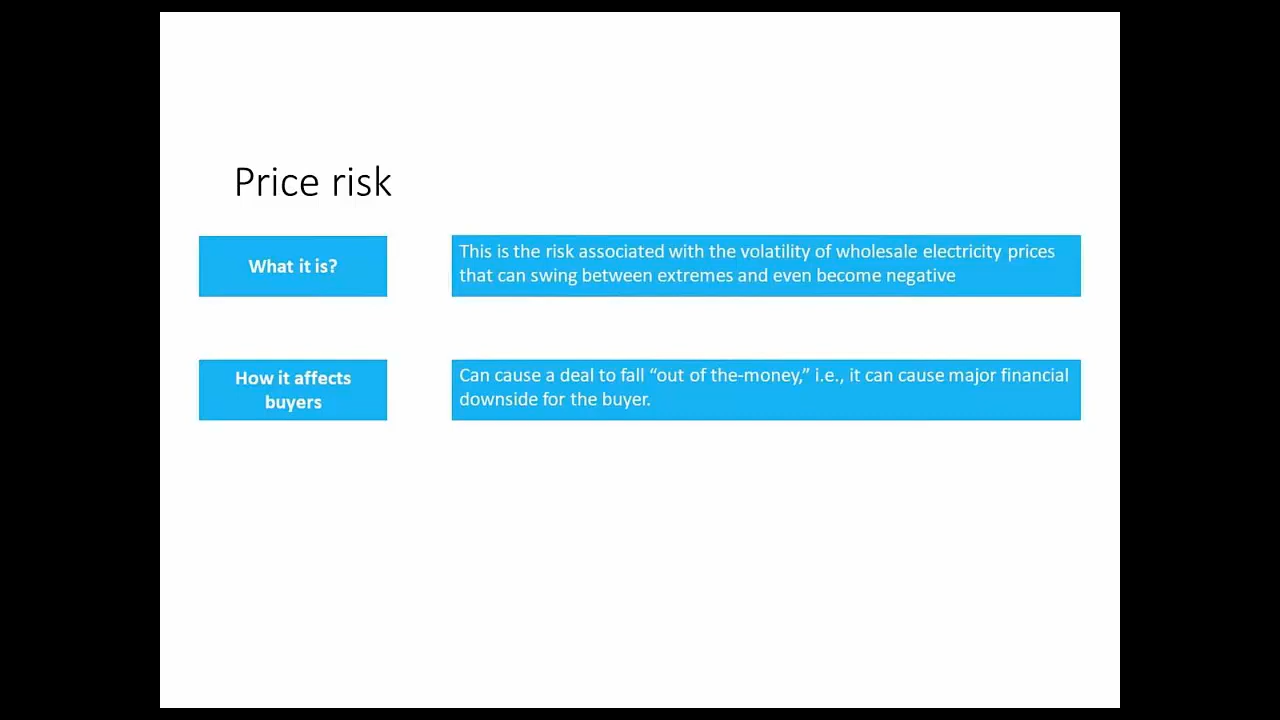 Price risk
What it is?
This is the risk associated with the volatility of wholesale electricity prices
that can swing between extremes and even become negative
How it affects
buyers
Can cause a deal to fall “out of the-money,” i.e., it can cause major financial
downside for the buyer.